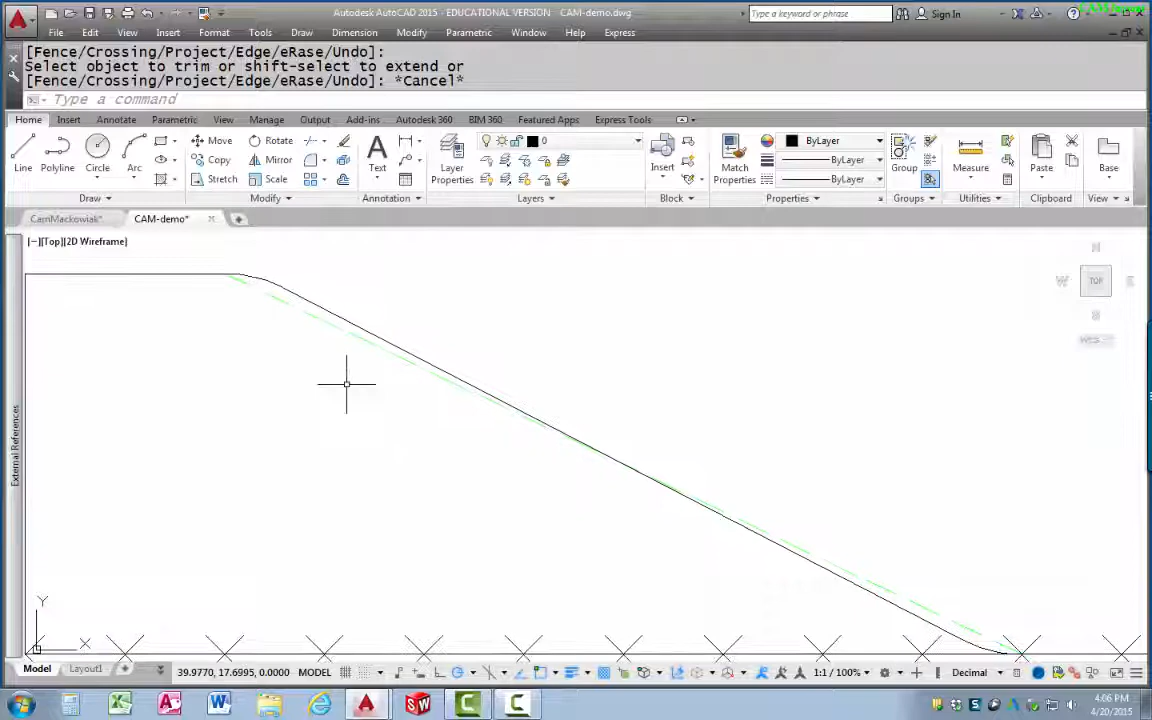 Autodesk AutoCAD 2015 - EDUCATIONAL VERSION    CAM-demo.dwg
Type a keyword or phrase
Sign In
File Edit View Insert Format Tools Draw Dimension Modify Parametric Window Help Express
[Fence/Crossing/Project/Edge/eRase/Undo]:
Select object to trim or shift-select to extend or
[Fence/Crossing/Project/Edge/eRase/Undo]: *Cancel*
Type a command
Home Insert Annotate Parametric View Manage Output Add-ins Autodesk 360 BIM 360 Featured Apps Express Tools
Move Rotate 0 ByLayer
Copy Mirror ByLayer
Stretch Scale ByLayer
Line Polyline Circle Arc Text Layer Properties Insert Match Properties Group Measure Paste Base
Draw Modify Annotation Layers Block Properties Groups Utilities Clipboard View
CamMackowiak* CAM-demo*
[−][Top][2D Wireframe]
W TOP
External References
Y
X
Model Layout1
39.9770, 17.6995, 0.0000 MODEL 1:1 / 100% Decimal
4:06 PM
4/20/2015